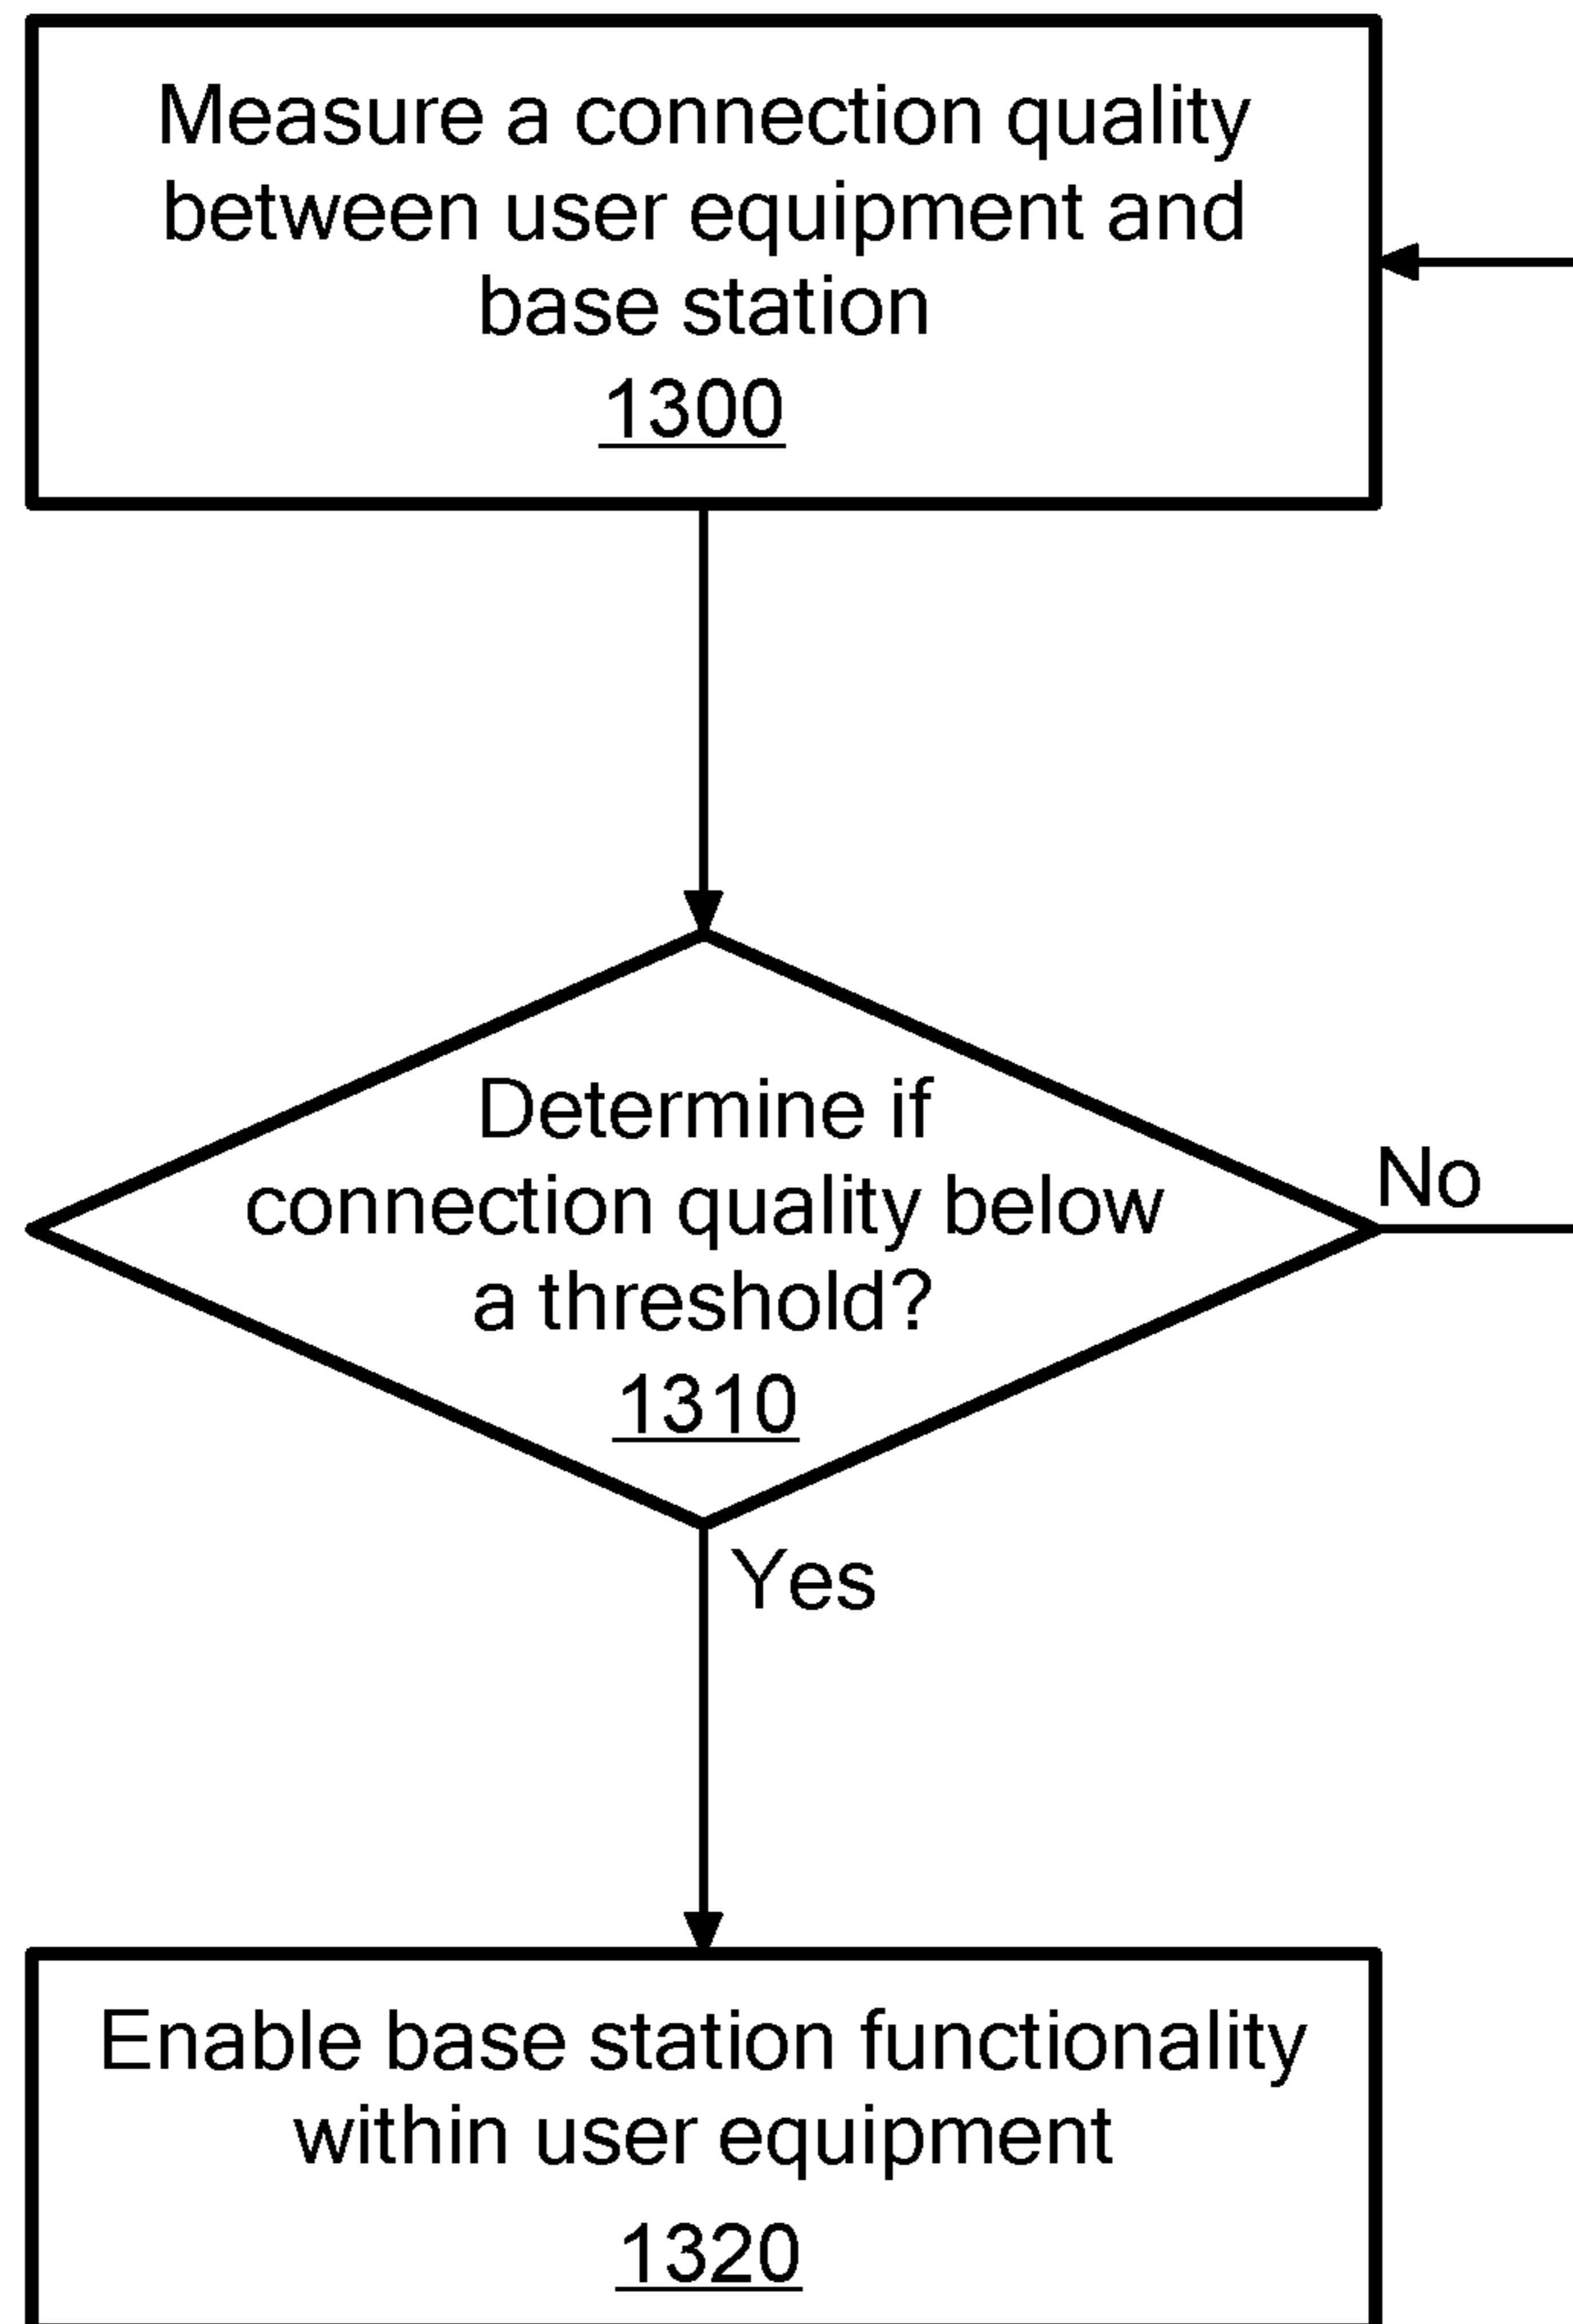 Measure a connection quality
between user equipment and
base station
1300
Determine if
connection quality below
a threshold?
1310
No
Yes
Enable base station functionality
within user equipment
1320